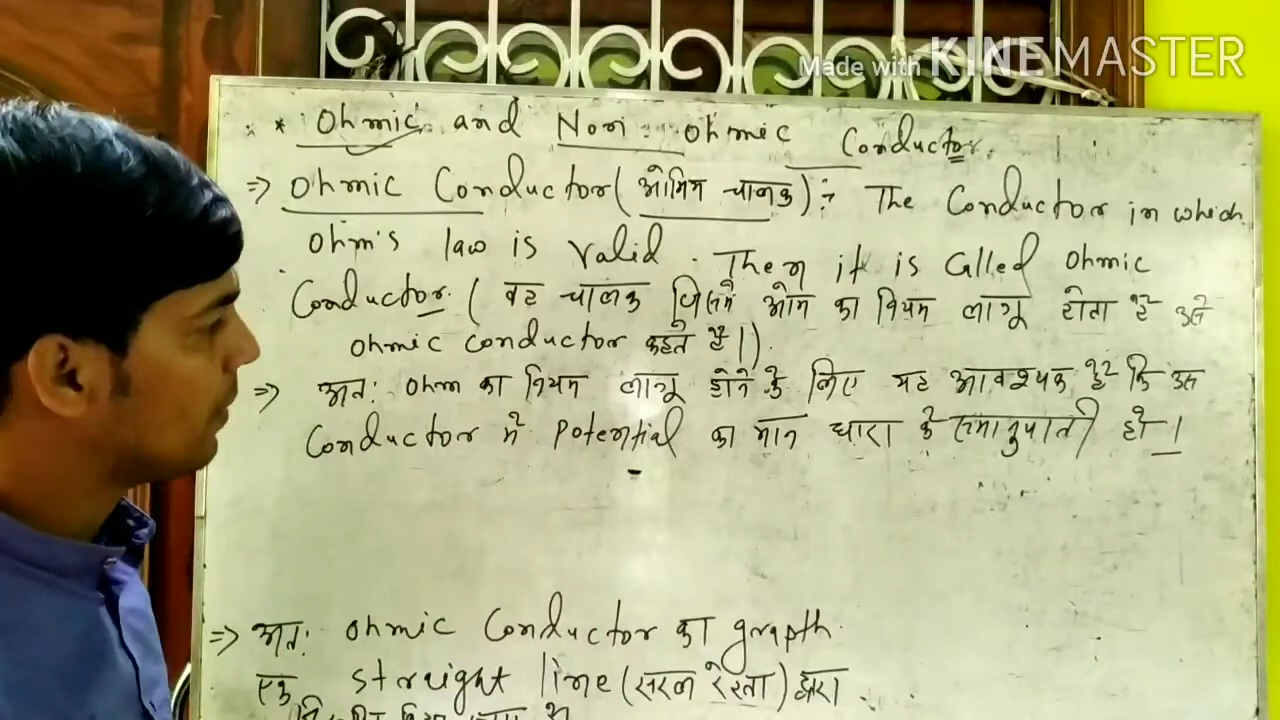 Made with KINEMASTER
* Ohmic and Non ohmic Conductor.
=> Ohmic Conductor (ओमिय चालक) :- The Conductor in which
Ohm's law is Valid. Then it is Called Ohmic
Conductor. ( वह चालक जिसमे ओम का नियम लागू होता है उसे
Ohmic conductor कहते है।).
=> अतः Ohm का नियम लागू होने के लिए यह आवश्यक है कि उस
Conductor मे Potential का मान धारा के समानुपाती हो।
=> अतः Ohmic Conductor का grapth.
एक straight line (सरल रेखा) द्वारा